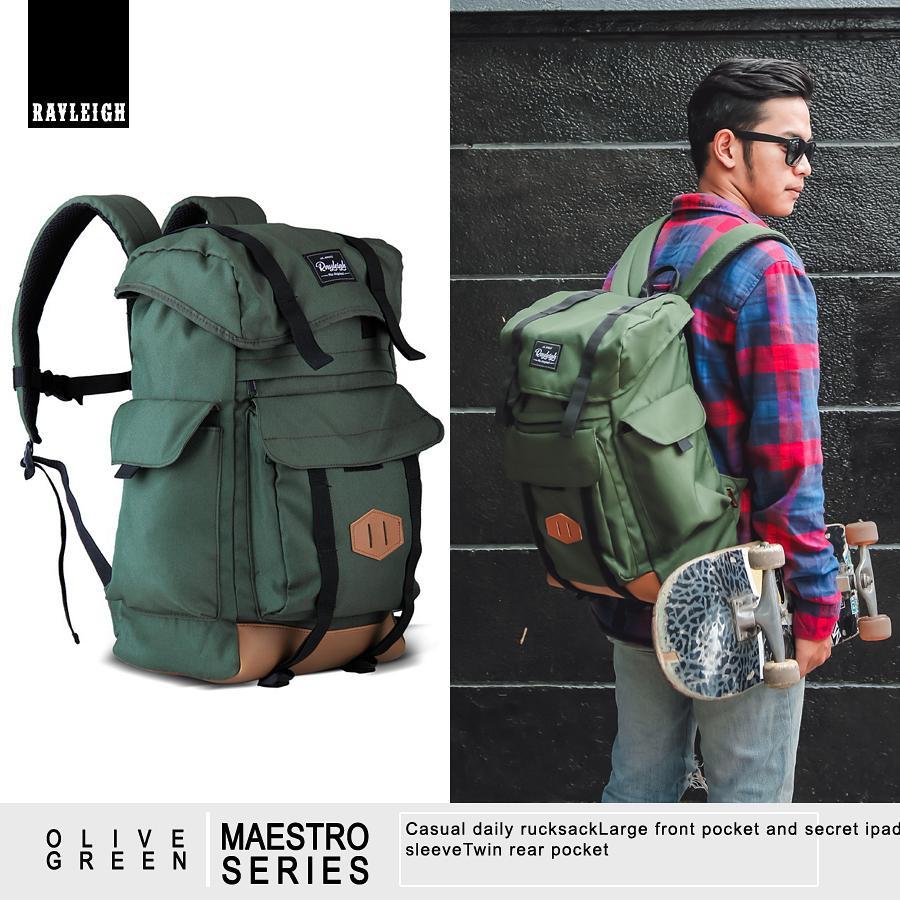 RAYLEIGH
Rayleigh
Rayleigh
OLIVE
GREEN
MAESTRO
SERIES
Casual daily rucksackLarge front pocket and secret ipad
sleeveTwin rear pocket